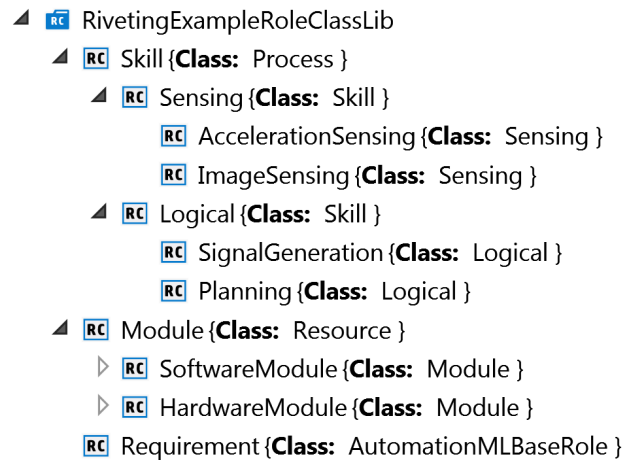 RC RivetingExampleRoleClassLib
RC Skill {Class: Process }
RC Sensing {Class: Skill }
RC AccelerationSensing {Class: Sensing }
RC ImageSensing {Class: Sensing }
RC Logical {Class: Skill }
RC SignalGeneration {Class: Logical }
RC Planning {Class: Logical }
RC Module {Class: Resource }
RC SoftwareModule {Class: Module }
RC HardwareModule {Class: Module }
RC Requirement {Class: AutomationMLBaseRole }